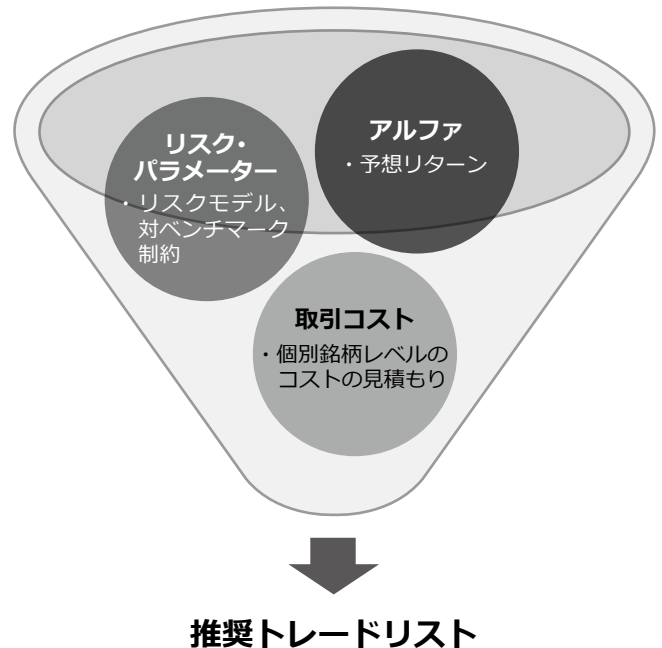 リスク・
パラメーター
・リスクモデル、
対ベンチマーク
制約
アルファ
・予想リターン
取引コスト
・個別銘柄レベルの
コストの見積もり
推奨トレードリスト